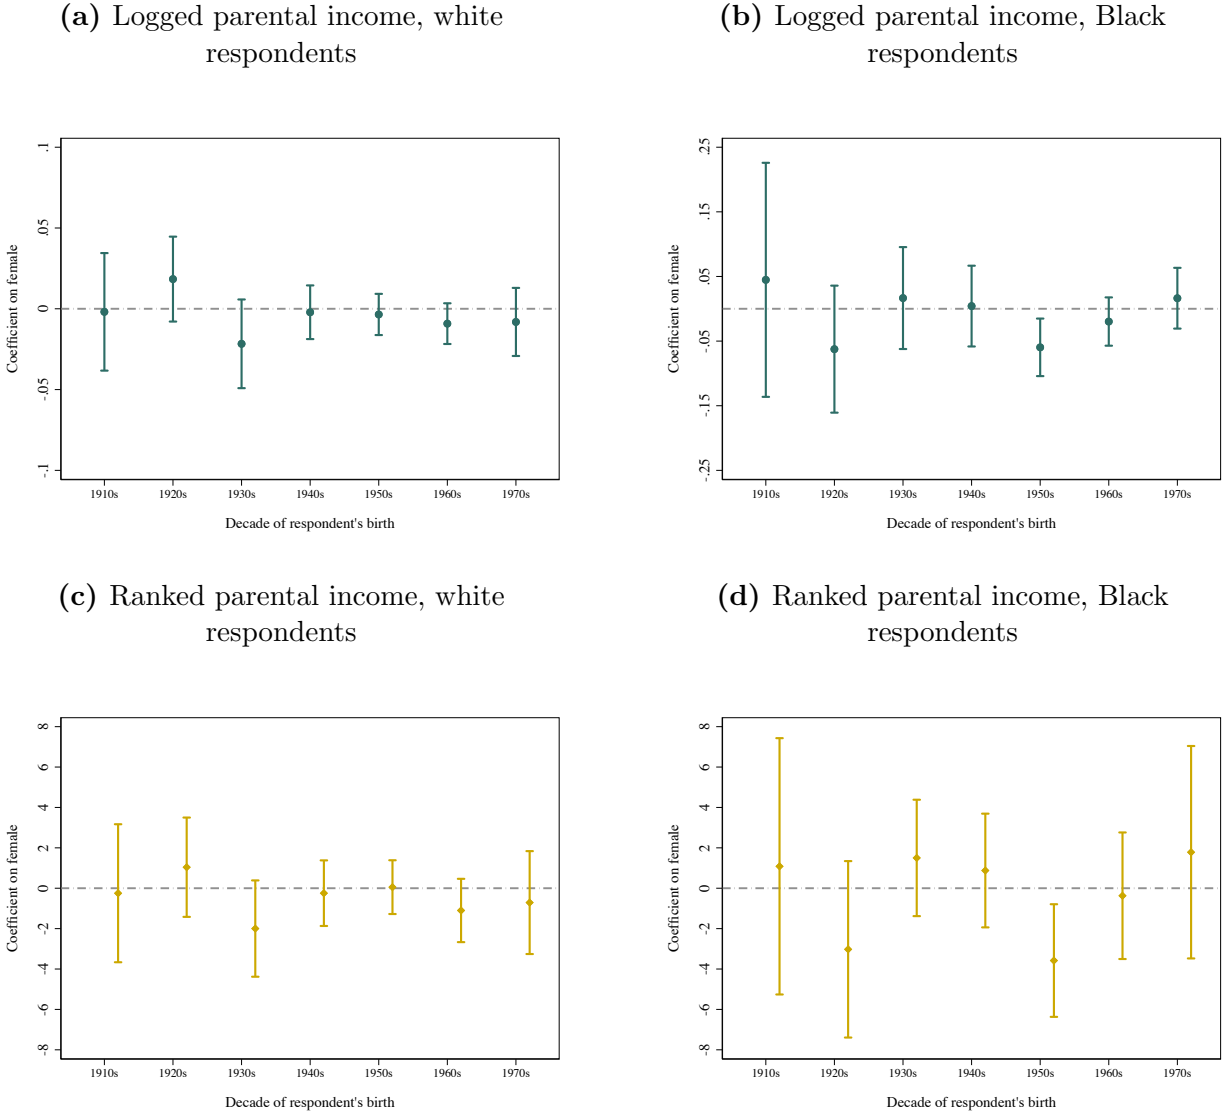 (a) Logged parental income, white
respondents
Coefficient on female
.1
.05
0
-.05
-.1
1910s 1920s 1930s 1940s 1950s 1960s 1970s
Decade of respondent's birth
(b) Logged parental income, Black
respondents
Coefficient on female
.25
.15
.05
0
-.05
-.15
-.25
1910s 1920s 1930s 1940s 1950s 1960s 1970s
Decade of respondent's birth
(c) Ranked parental income, white
respondents
Coefficient on female
8
6
4
2
0
-2
-4
-6
-8
1910s 1920s 1930s 1940s 1950s 1960s 1970s
Decade of respondent's birth
(d) Ranked parental income, Black
respondents
Coefficient on female
8
6
4
2
0
-2
-4
-6
-8
1910s 1920s 1930s 1940s 1950s 1960s 1970s
Decade of respondent's birth